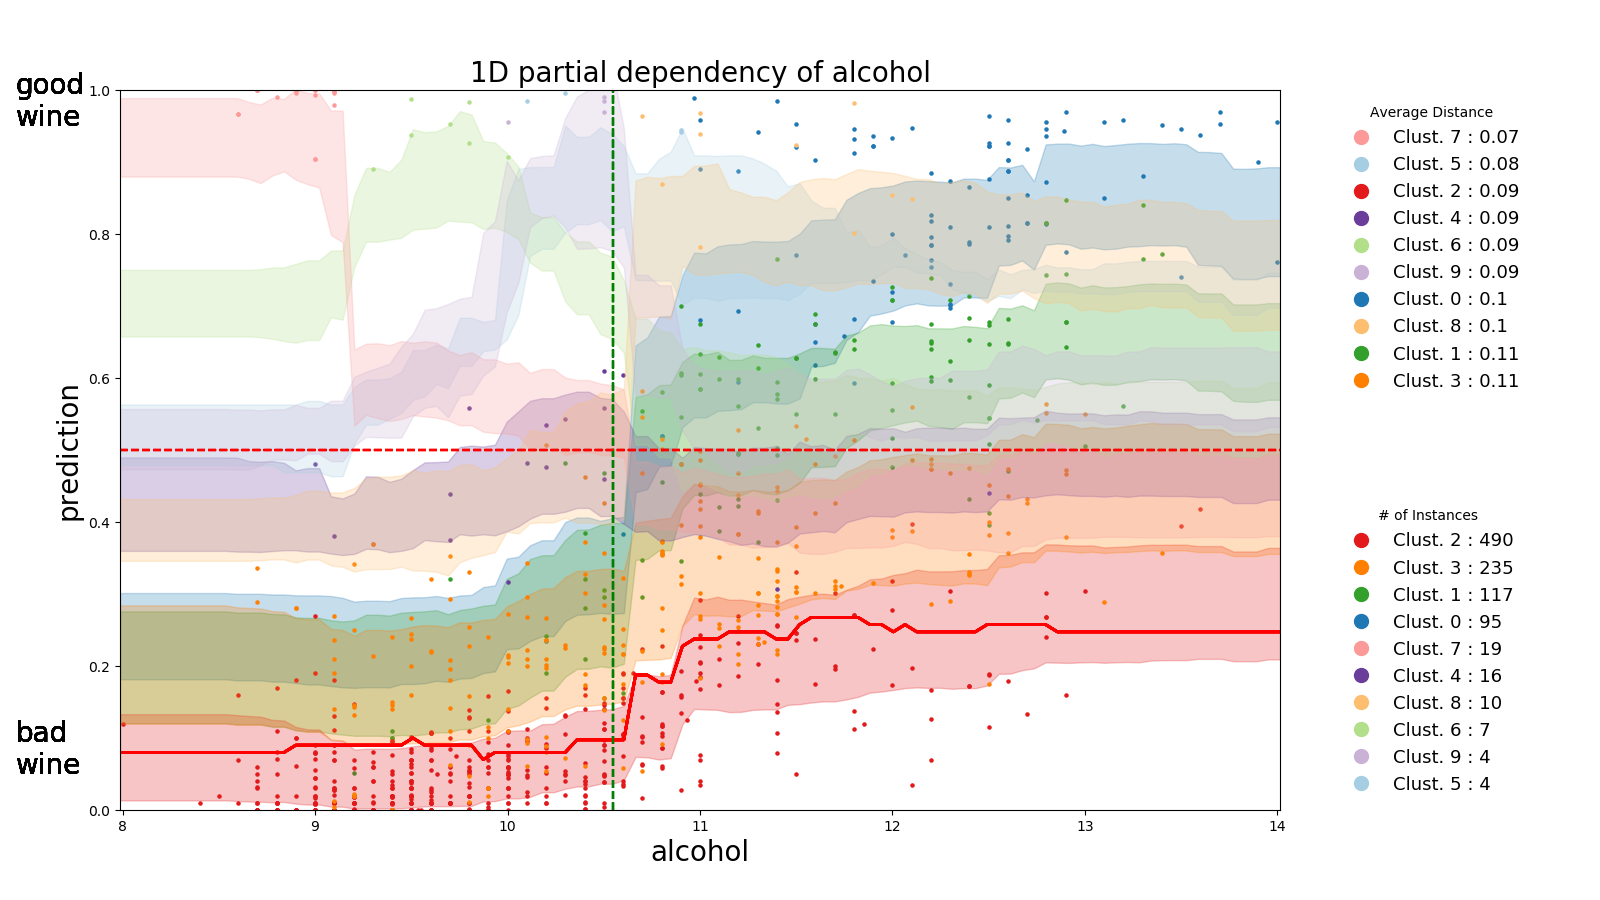 1D partial dependency of alcohol
good
wine
bad
wine
prediction
1.0
0.8
0.6
0.4
0.2
0.0
8
9
10
11
12
13
14
alcohol
Average Distance
Clust. 7 : 0.07
Clust. 5 : 0.08
Clust. 2 : 0.09
Clust. 4 : 0.09
Clust. 6 : 0.09
Clust. 9 : 0.09
Clust. 0 : 0.1
Clust. 8 : 0.1
Clust. 1 : 0.11
Clust. 3 : 0.11
# of Instances
Clust. 2 : 490
Clust. 3 : 235
Clust. 1 : 117
Clust. 0 : 95
Clust. 7 : 19
Clust. 4 : 16
Clust. 8 : 10
Clust. 6 : 7
Clust. 9 : 4
Clust. 5 : 4